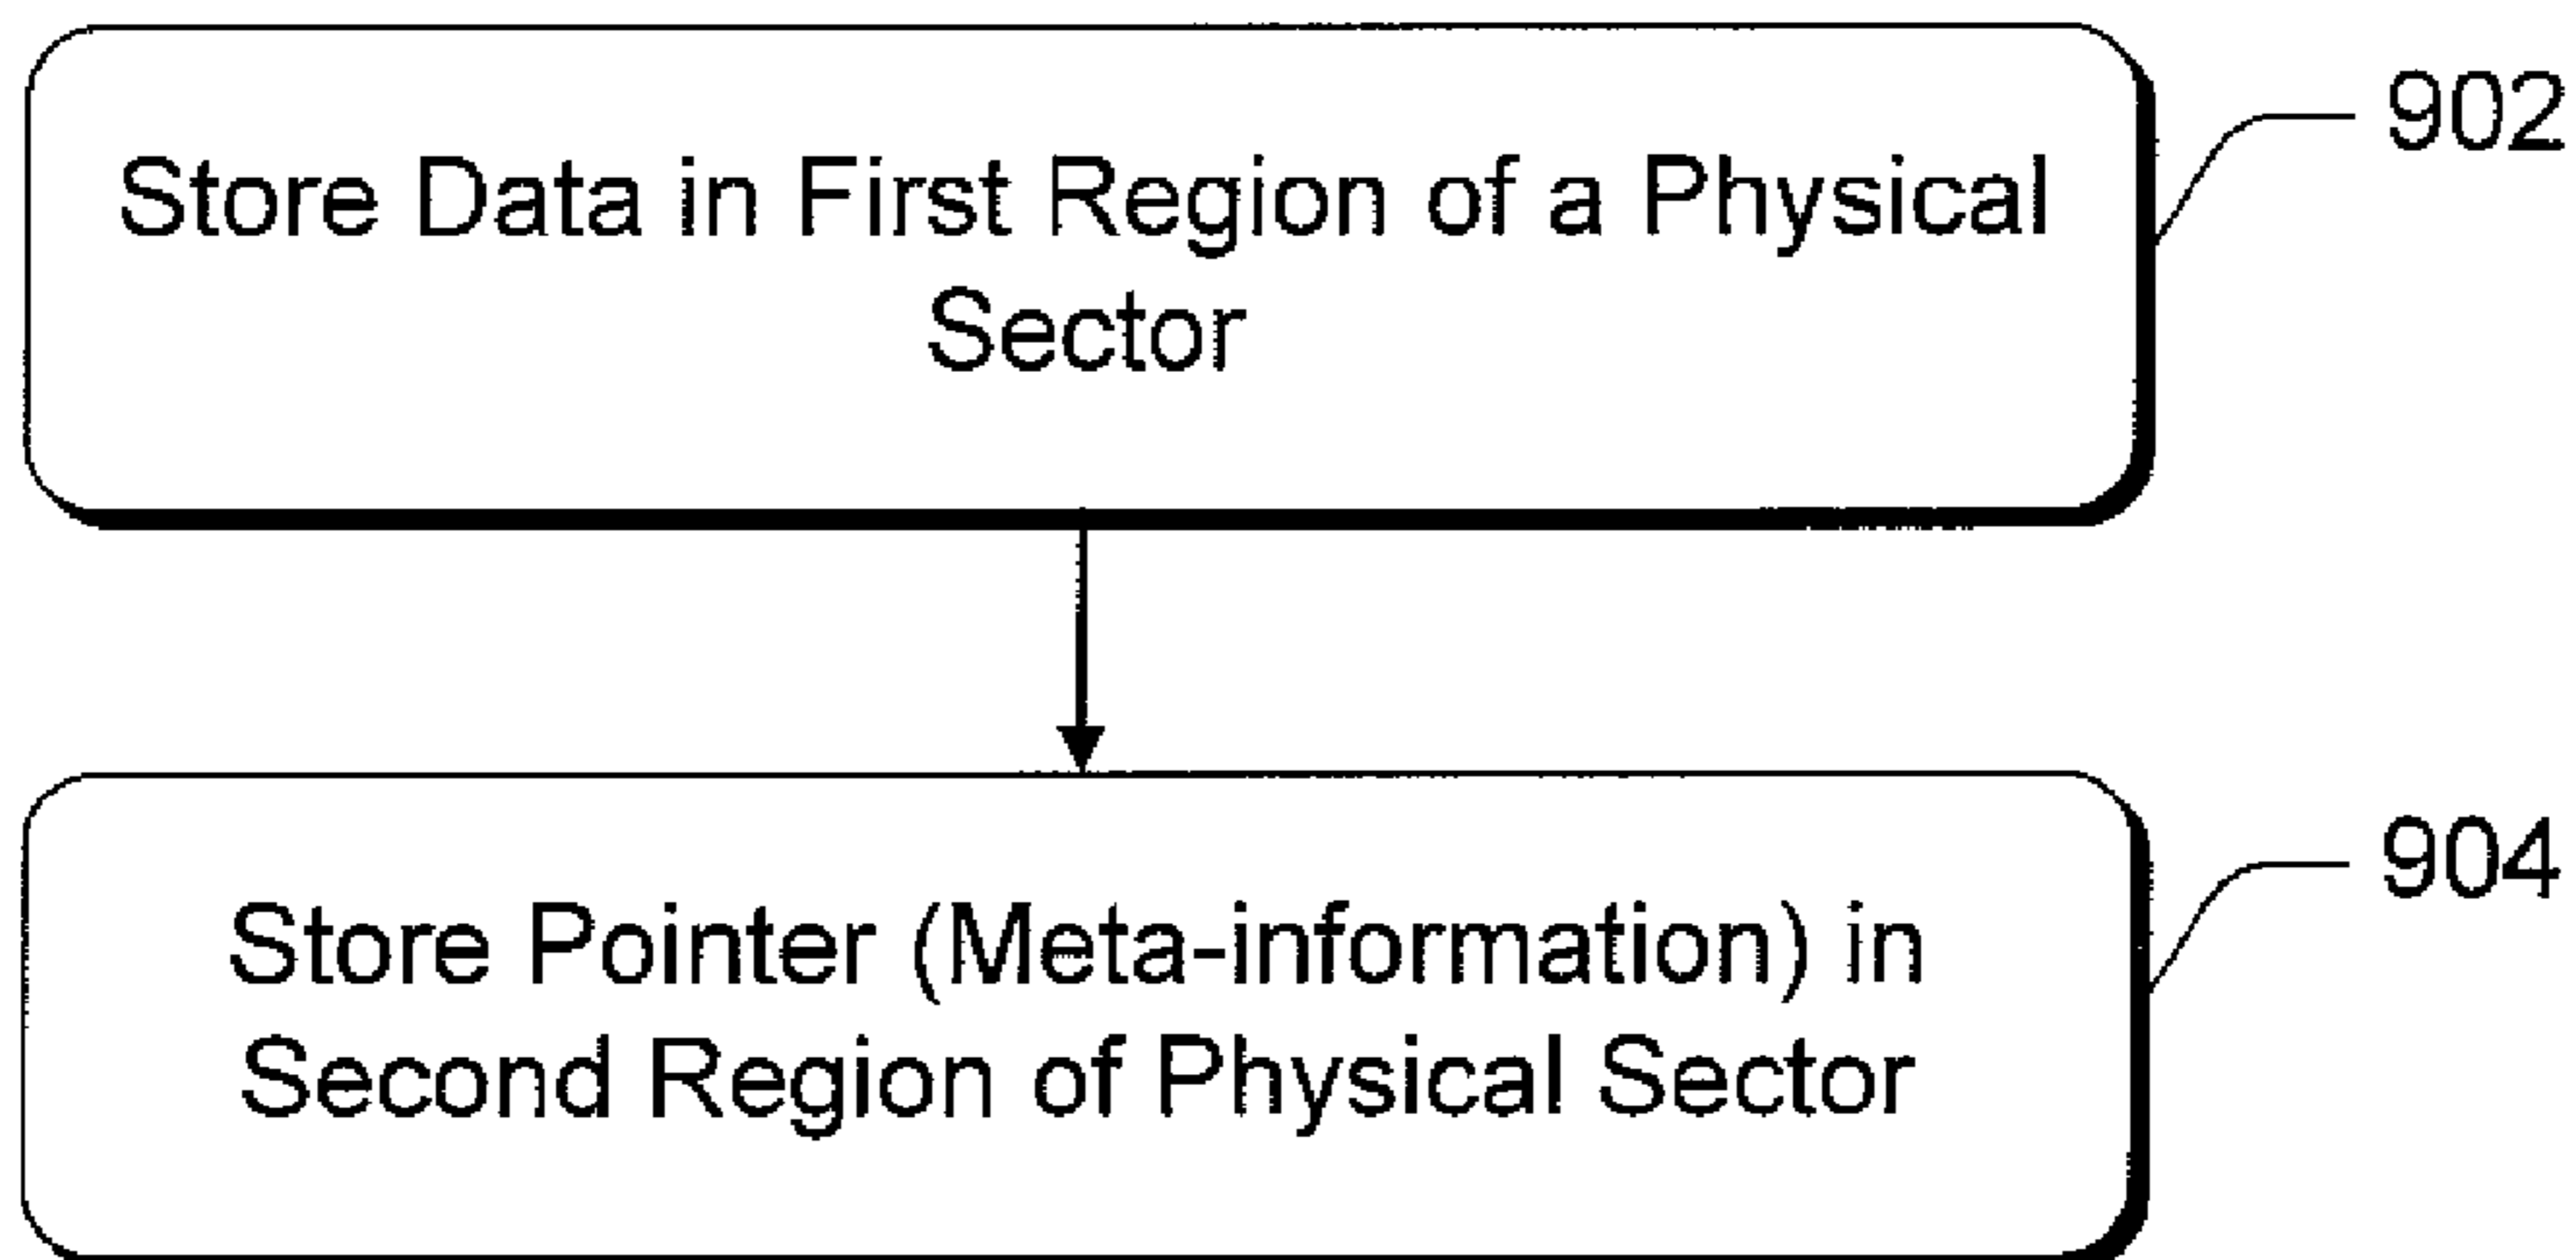 902
Store Data in First Region of a Physical
Sector
904
Store Pointer (Meta-information) in
Second Region of Physical Sector